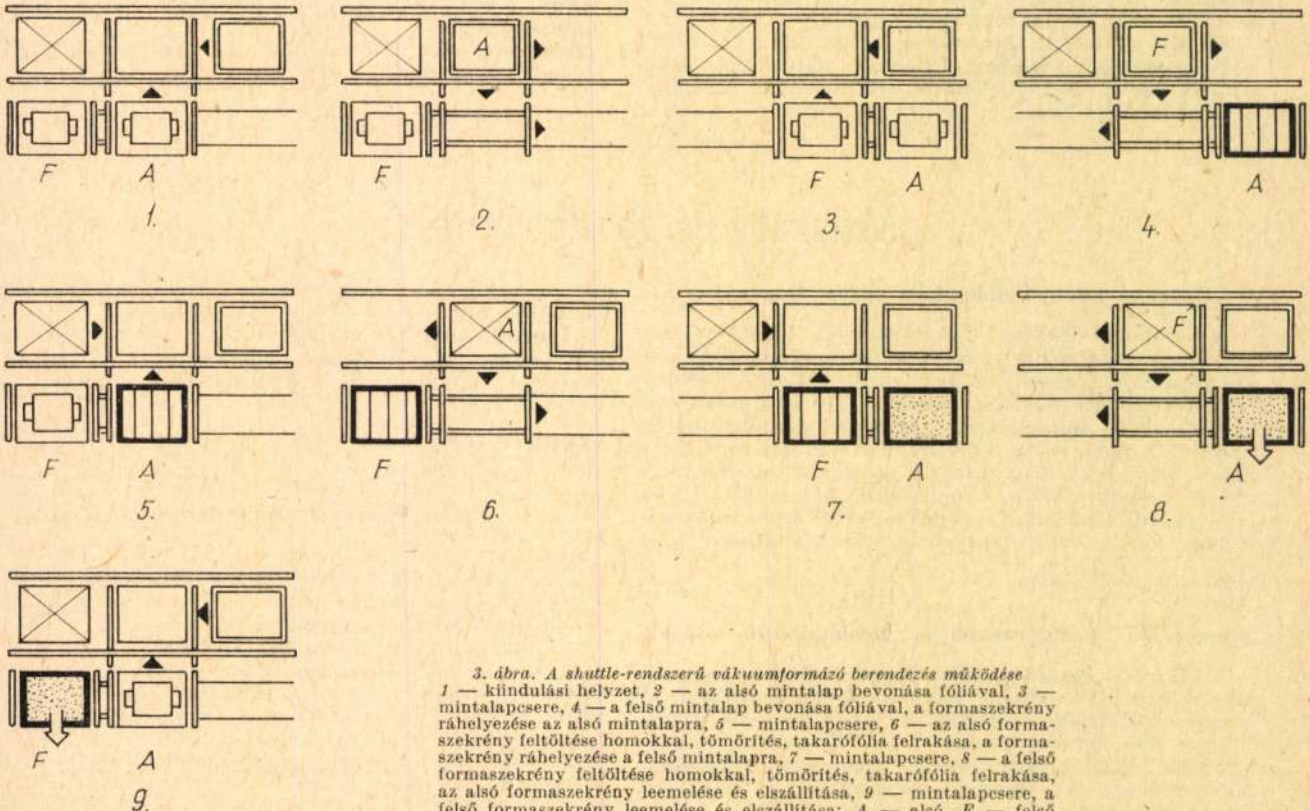 A
F
F A
F
F A
A
1.
2.
3.
4.
A
F
F A
F
F A
A
5.
6.
7.
8.
F A
9.
3. ábra. A shuttle-rendszerű vákuumformázó berendezés működése
1 — kiindulási helyzet, 2 — az alsó mintalap bevonása fóliával, 3 —
mintalapcsere, 4 — a felső mintalap bevonása fóliával, a formaszekrény
ráhelyezése az alsó mintalapra, 5 — mintalapcsere, 6 — az alsó forma-
szekrény feltöltése homokkal, tömörítés, takarófólia felrakása, a forma-
szekrény ráhelyezése a felső mintalapra, 7 — mintalapcsere, 8 — a felső
formaszekrény feltöltése homokkal, tömörítés, takarófólia felrakása,
az alsó formaszekrény leemelése és elszállítása, 9 — mintalapcsere, a
felső formaszekrény leemelése és elszállítása; A — alsó, F — felső